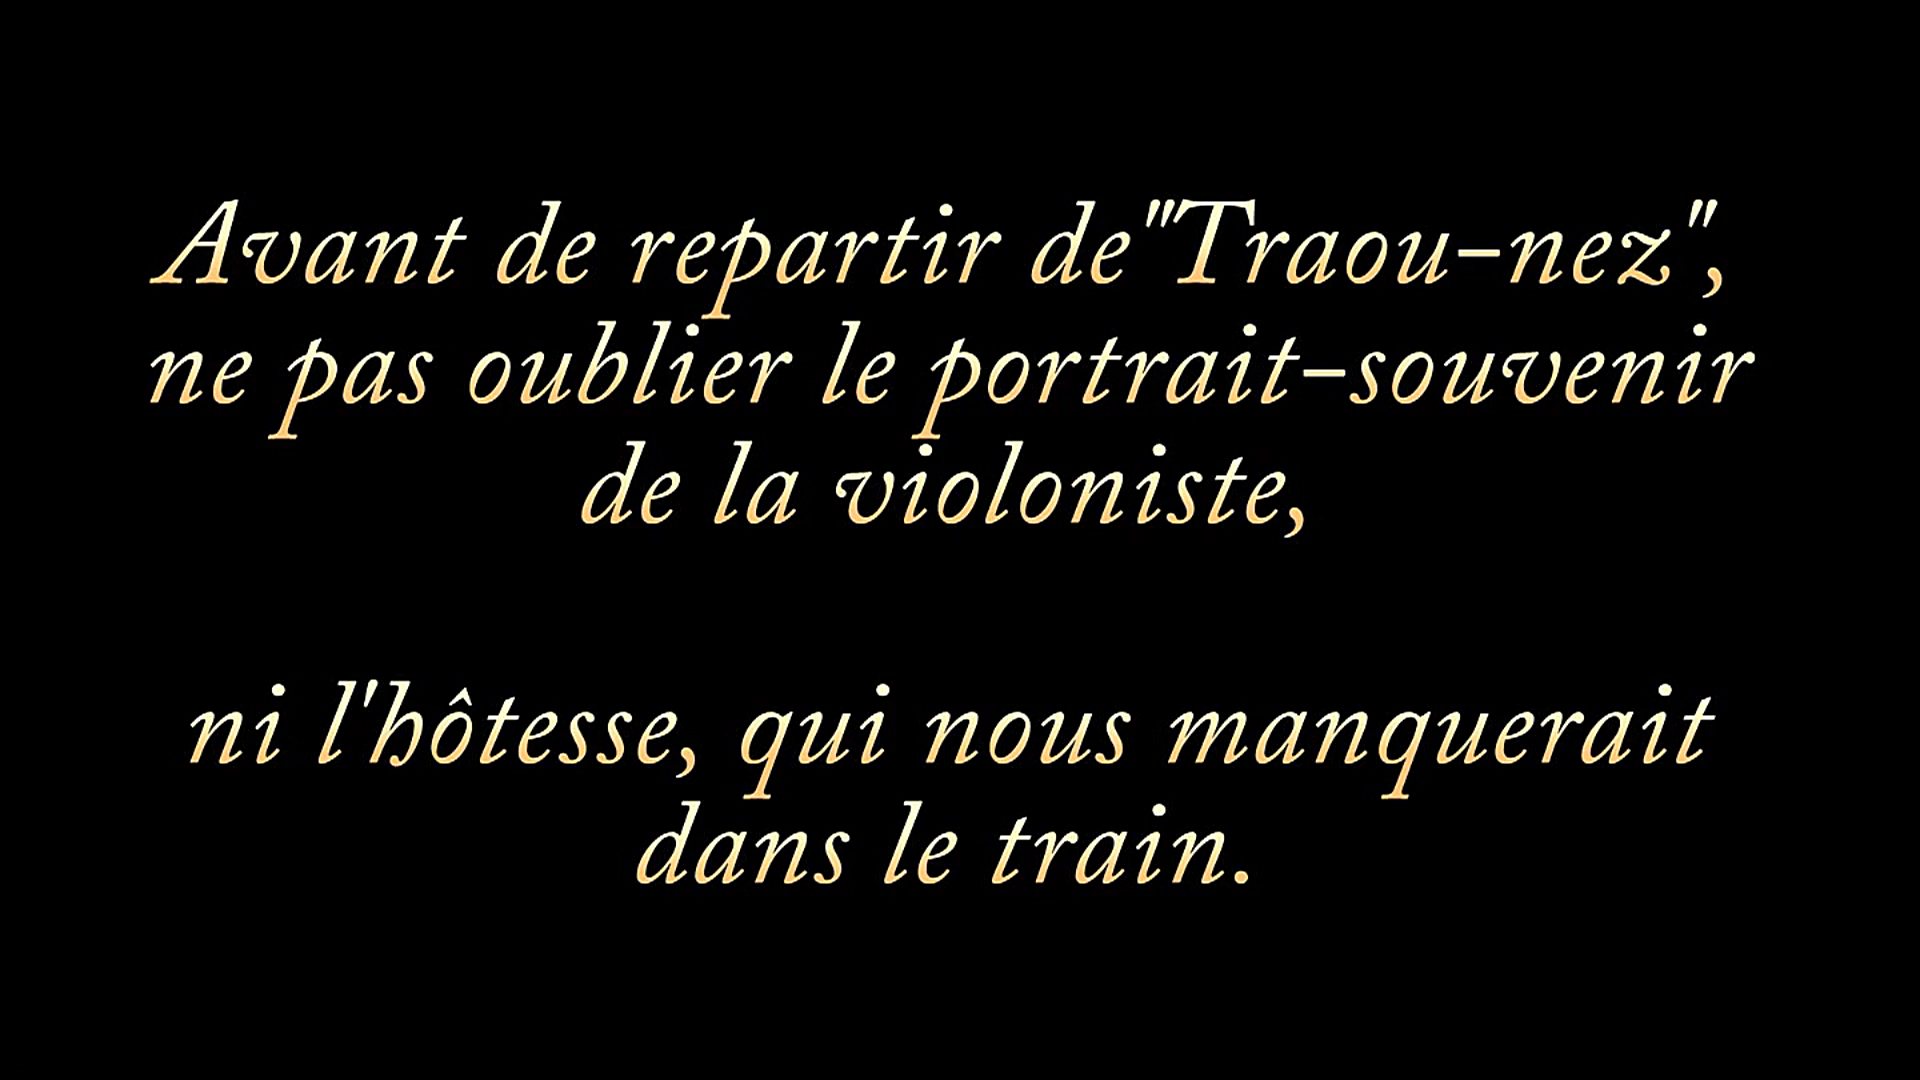 Avant de repartir de"Traou-nez",
ne pas oublier le portrait-souvenir
de la violoniste,
ni l'hôtesse, qui nous manquerait
dans le train.